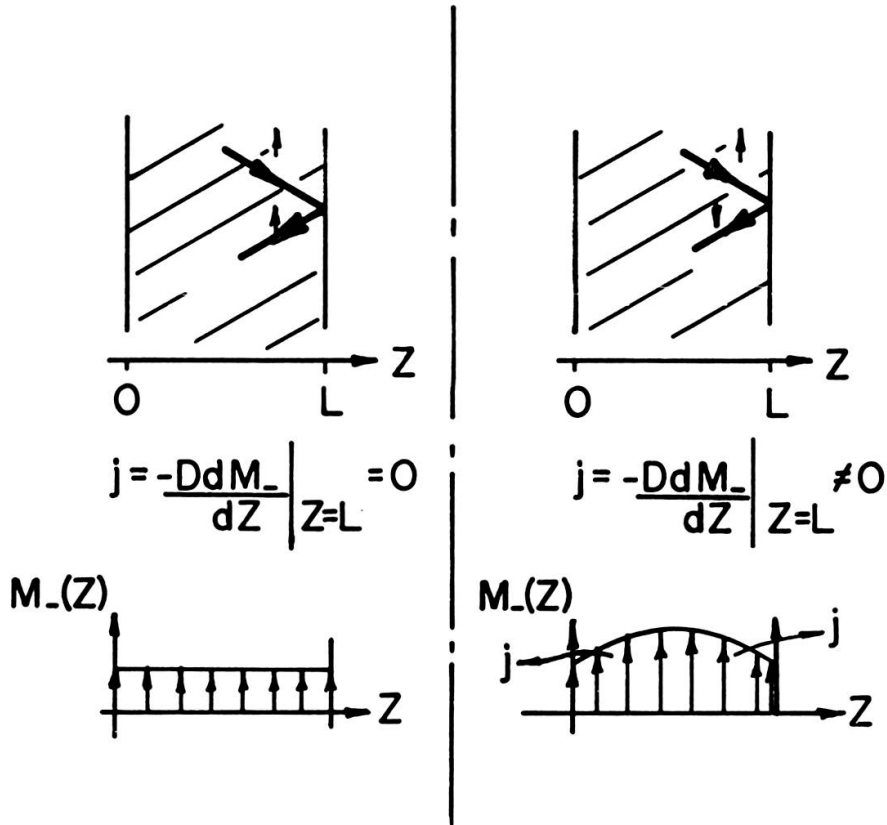 Z
O L
j = -DdM_/dZ |Z=L = O
M_(Z)
Z
Z
O L
j = -DdM_/dZ |Z=L ≠ O
M_(Z)
j j
Z